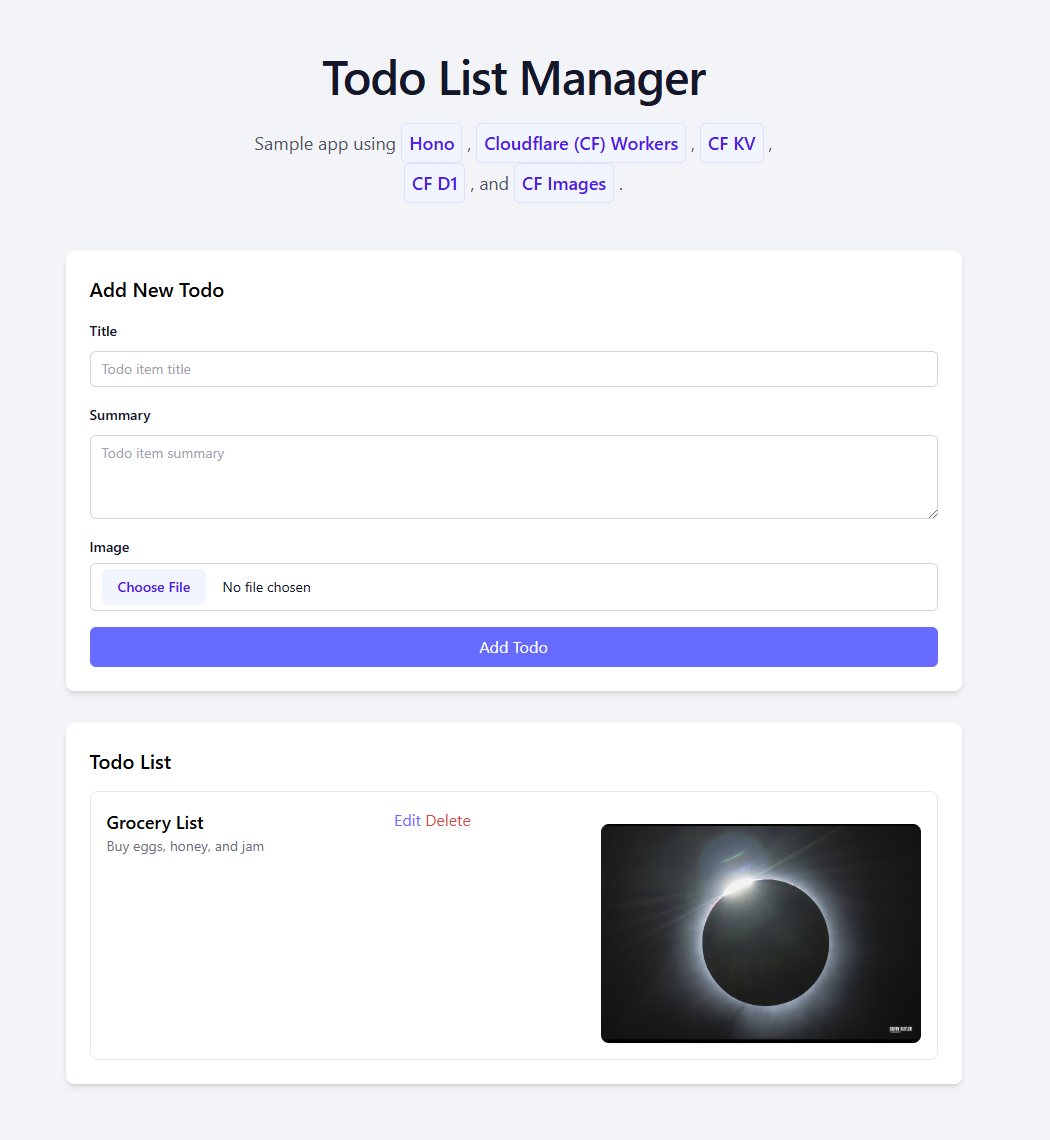 Todo List Manager
Sample app using Hono , Cloudflare (CF) Workers , CF KV ,
CF D1 , and CF Images .
Add New Todo
Title
Todo item title
Summary
Todo item summary
Image
Choose File No file chosen
Add Todo
Todo List
Grocery List
Edit Delete
Buy eggs, honey, and jam